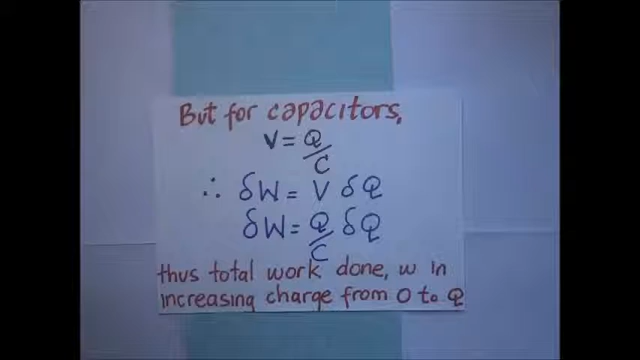 But for capacitors,
V = Q/C
∴ δW = V δQ
δW = Q/C δQ
thus total work done, w in
increasing charge from 0 to Q